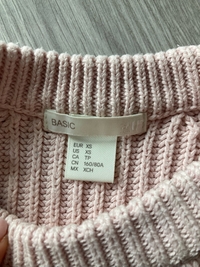 BASIC
EUR XS
US XS
CA TP
CN 160/80A
MX XCH